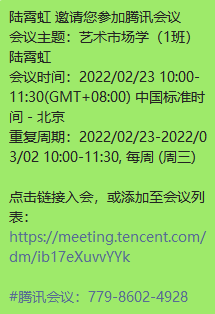 陆霄虹 邀请您参加腾讯会议
会议主题：艺术市场学（1班）
陆霄虹
会议时间：2022/02/23 10:00-
11:30(GMT+08:00) 中国标准时
间 - 北京
重复周期：2022/02/23-2022/0
3/02 10:00-11:30, 每周 (周三)
点击链接入会，或添加至会议列
表：
https://meeting.tencent.com/
dm/ib17eXuvvYYk
#腾讯会议：779-8602-4928